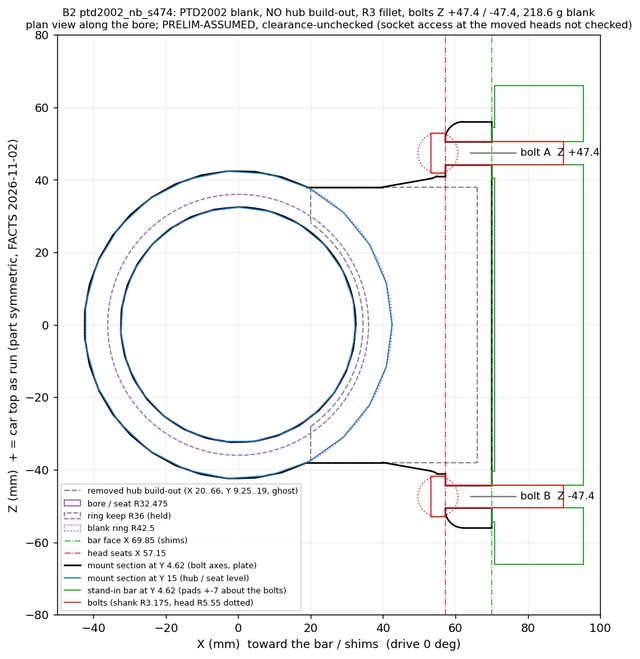 B2 ptd2002_nb_s474: PTD2002 blank, NO hub build-out, R3 fillet, bolts Z +47.4 / -47.4, 218.6 g blank
plan view along the bore; PRELIM-ASSUMED, clearance-unchecked (socket access at the moved heads not checked)
Z (mm)  + = car top as run (part symmetric, FACTS 2026-11-02)
80
60
40
20
0
−20
−40
−60
−80
bolt A  Z +47.4
bolt B  Z -47.4
removed hub build-out (X 20..66, Y 9.25..19, ghost)
bore / seat R32.475
ring keep R36 (held)
blank ring R42.5
bar face X 69.85 (shims)
head seats X 57.15
mount section at Y 4.62 (bolt axes, plate)
mount section at Y 15 (hub / seat level)
stand-in bar at Y 4.62 (pads +-7 about the bolts)
bolts (shank R3.175, head R5.55 dotted)
−40 −20 0 20 40 60 80 100
X (mm)  toward the bar / shims  (drive 0 deg)